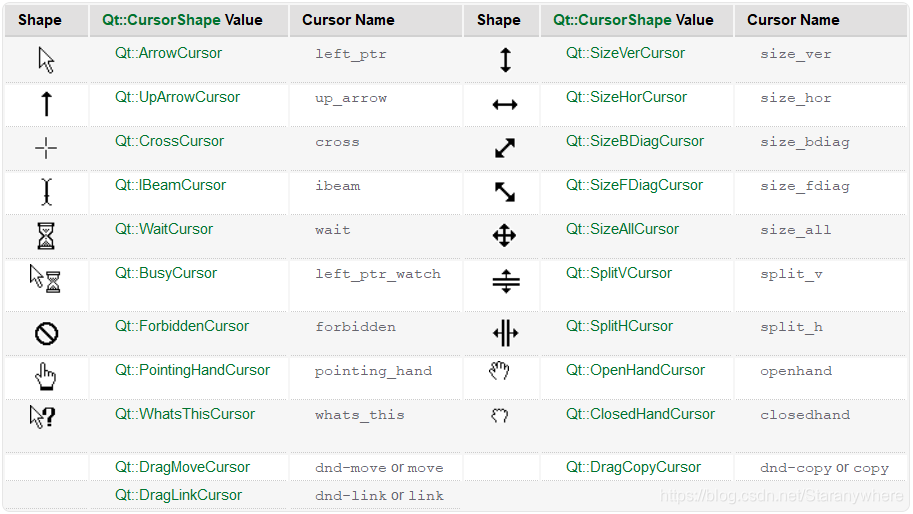 Shape Qt::CursorShape Value Cursor Name Shape Qt::CursorShape Value Cursor Name
Qt::ArrowCursor left_ptr Qt::SizeVerCursor size_ver
Qt::UpArrowCursor up_arrow Qt::SizeHorCursor size_hor
Qt::CrossCursor cross Qt::SizeBDiagCursor size_bdiag
Qt::IBeamCursor ibeam Qt::SizeFDiagCursor size_fdiag
Qt::WaitCursor wait Qt::SizeAllCursor size_all
Qt::BusyCursor left_ptr_watch Qt::SplitVCursor split_v
Qt::ForbiddenCursor forbidden Qt::SplitHCursor split_h
Qt::PointingHandCursor pointing_hand Qt::OpenHandCursor openhand
Qt::WhatsThisCursor whats_this Qt::ClosedHandCursor closedhand
Qt::DragMoveCursor dnd-move or move Qt::DragCopyCursor dnd-copy or copy
Qt::DragLinkCursor dnd-link or link
https://blog.csdn.net/Staranywhere